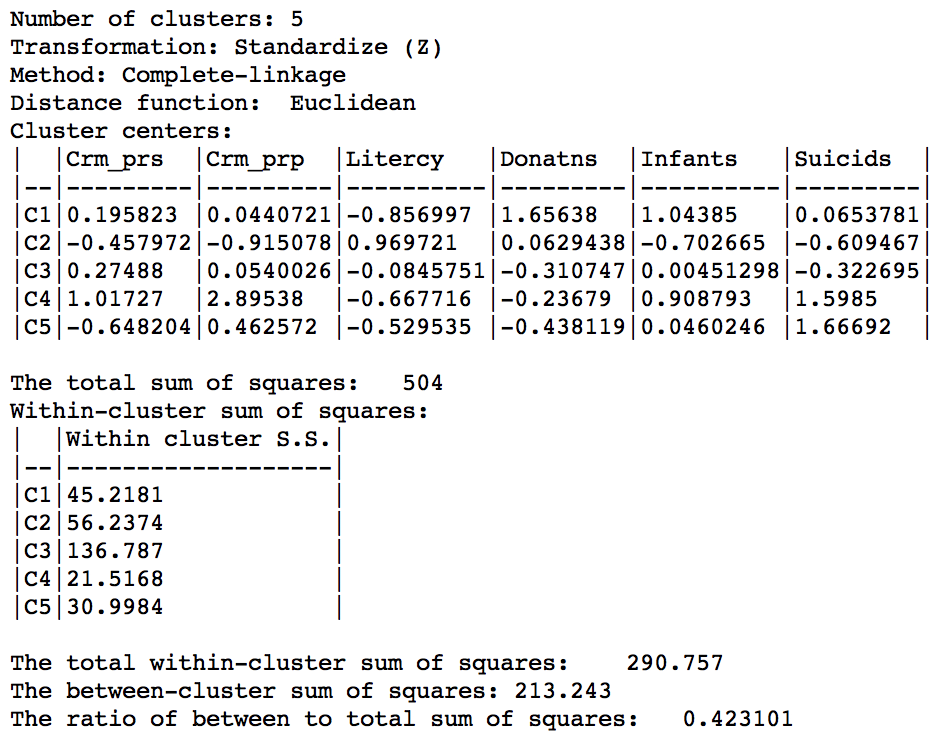 Number of clusters: 5
Transformation: Standardize (Z)
Method: Complete-linkage
Distance function:  Euclidean
Cluster centers:
|  |Crm_prs  |Crm_prp  |Litercy   |Donatns  |Infants   |Suicids  |
|--|---------|---------|----------|---------|----------|---------|
|C1|0.195823 |0.0440721|-0.856997 |1.65638  |1.04385   |0.0653781|
|C2|-0.457972|-0.915078|0.969721  |0.0629438|-0.702665 |-0.609467|
|C3|0.27488  |0.0540026|-0.0845751|-0.310747|0.00451298|-0.322695|
|C4|1.01727  |2.89538  |-0.667716 |-0.23679 |0.908793  |1.5985   |
|C5|-0.648204|0.462572 |-0.529535 |-0.438119|0.0460246 |1.66692  |
The total sum of squares:   504
Within-cluster sum of squares:
|  |Within cluster S.S.|
|--|-------------------|
|C1|45.2181            |
|C2|56.2374            |
|C3|136.787            |
|C4|21.5168            |
|C5|30.9984            |
The total within-cluster sum of squares:    290.757
The between-cluster sum of squares: 213.243
The ratio of between to total sum of squares:   0.423101